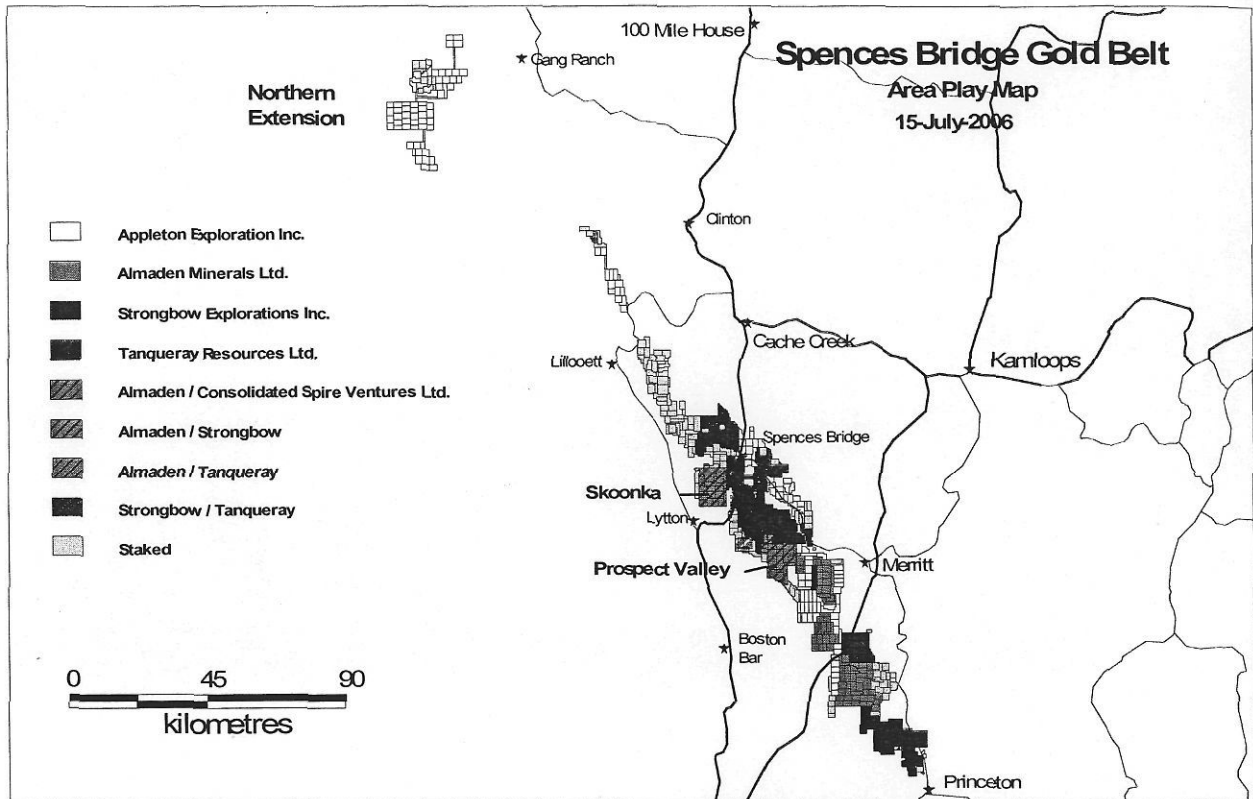 100 Mile House
Spences Bridge Gold Belt
Area Play Map
15-July-2006
Gang Ranch
Northern
Extension
Clinton
Appleton Exploration Inc.
Almaden Minerals Ltd.
Strongbow Explorations Inc.
Tanqueray Resources Ltd.
Almaden / Consolidated Spire Ventures Ltd.
Almaden / Strongbow
Almaden / Tanqueray
Strongbow / Tanqueray
Staked
Cache Creek
Kamloops
Lillooett
Spences Bridge
Skoonka
Lytton
Prospect Valley
Merritt
Boston
Bar
0 45 90
kilometres
Princeton